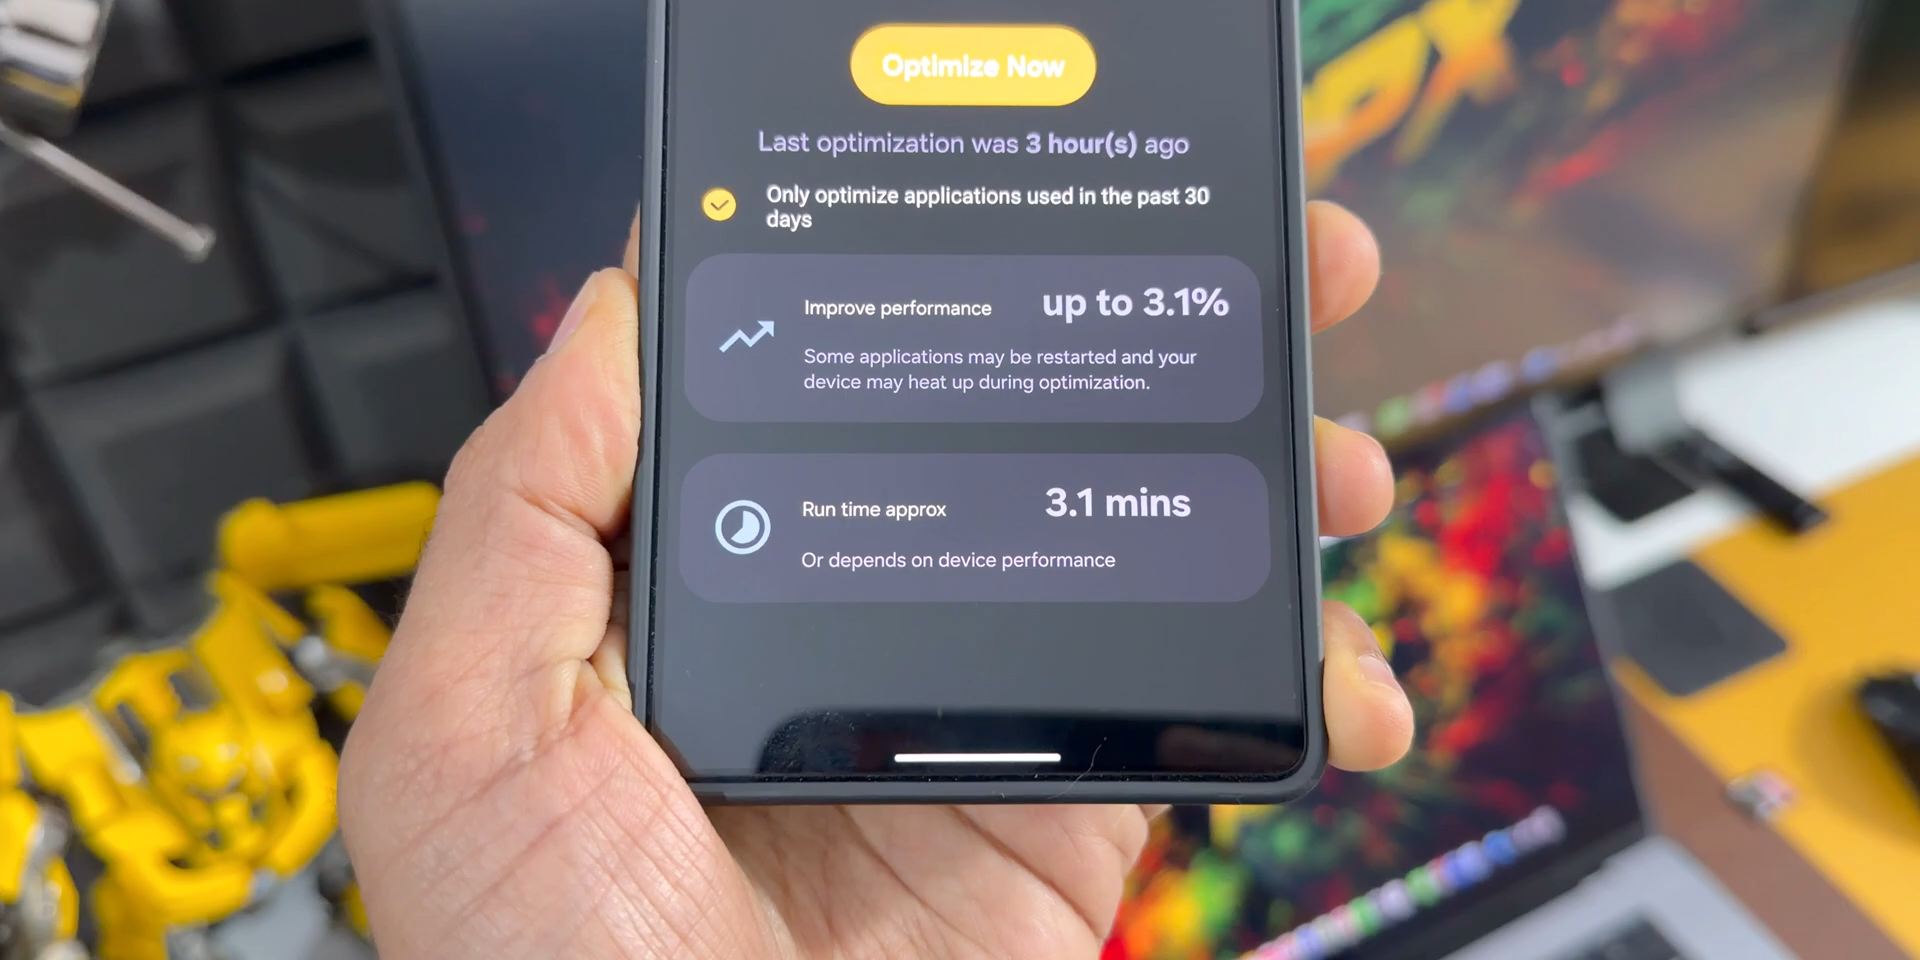 Optimize Now
Last optimization was 3 hour(s) ago
Only optimize applications used in the past 30
days
Improve performance
up to 3.1%
Some applications may be restarted and your
device may heat up during optimization.
Run time approx
3.1 mins
Or depends on device performance